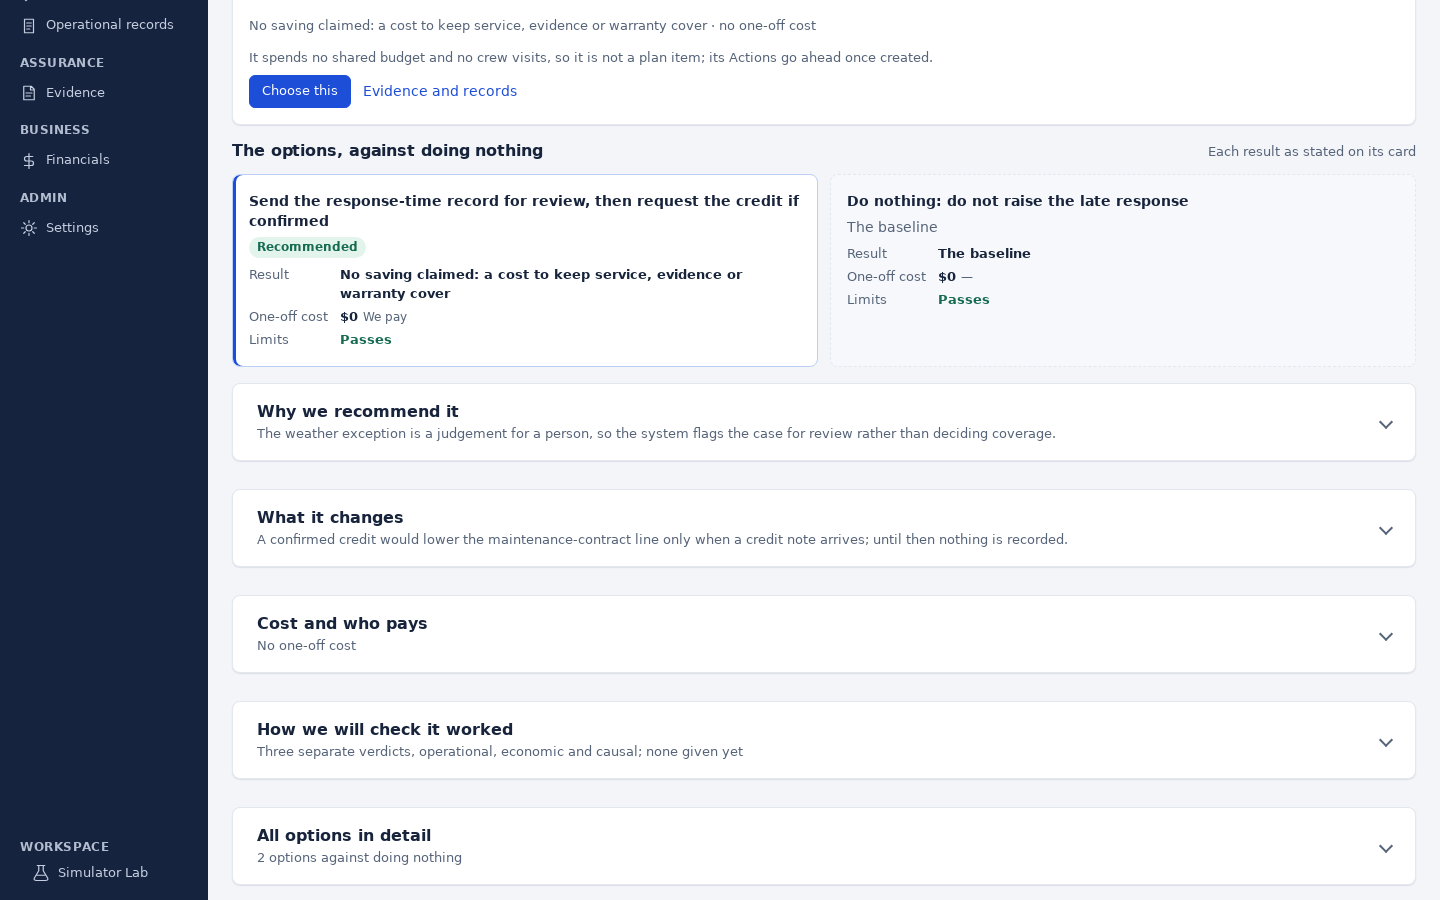 Operational records
ASSURANCE
Evidence
BUSINESS
Financials
ADMIN
Settings
WORKSPACE
Simulator Lab
No saving claimed: a cost to keep service, evidence or warranty cover · no one-off cost
It spends no shared budget and no crew visits, so it is not a plan item; its Actions go ahead once created.
Choose this
Evidence and records
The options, against doing nothing
Each result as stated on its card
Send the response-time record for review, then request the credit if
confirmed
Recommended
Result
No saving claimed: a cost to keep service, evidence or
warranty cover
One-off cost
$0 We pay
Limits
Passes
Do nothing: do not raise the late response
The baseline
Result
The baseline
One-off cost
$0 —
Limits
Passes
Why we recommend it
The weather exception is a judgement for a person, so the system flags the case for review rather than deciding coverage.
What it changes
A confirmed credit would lower the maintenance-contract line only when a credit note arrives; until then nothing is recorded.
Cost and who pays
No one-off cost
How we will check it worked
Three separate verdicts, operational, economic and causal; none given yet
All options in detail
2 options against doing nothing